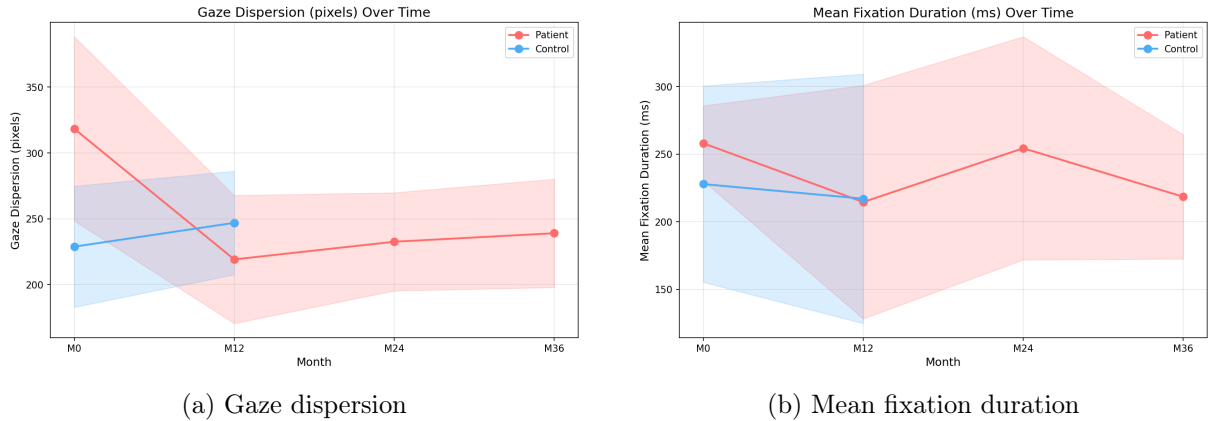 Gaze Dispersion (pixels) Over Time
Patient
Control
Gaze Dispersion (pixels)
350
300
250
200
M0 M12 M24 M36
Month
(a) Gaze dispersion
Mean Fixation Duration (ms) Over Time
Patient
Control
Mean Fixation Duration (ms)
300
250
200
150
M0 M12 M24 M36
Month
(b) Mean fixation duration